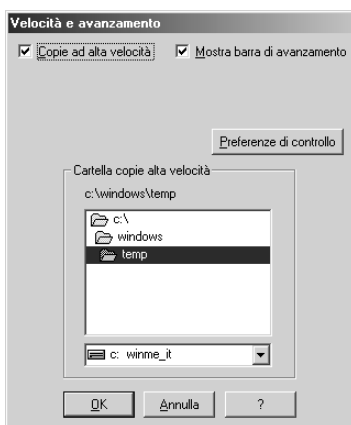 Velocità e avanzamento
Copie ad alta velocità Mostra barra di avanzamento
Preferenze di controllo
Cartella copie alta velocità
c:\windows\temp
c:\
windows
temp
c: winme_it
OK Annulla ?